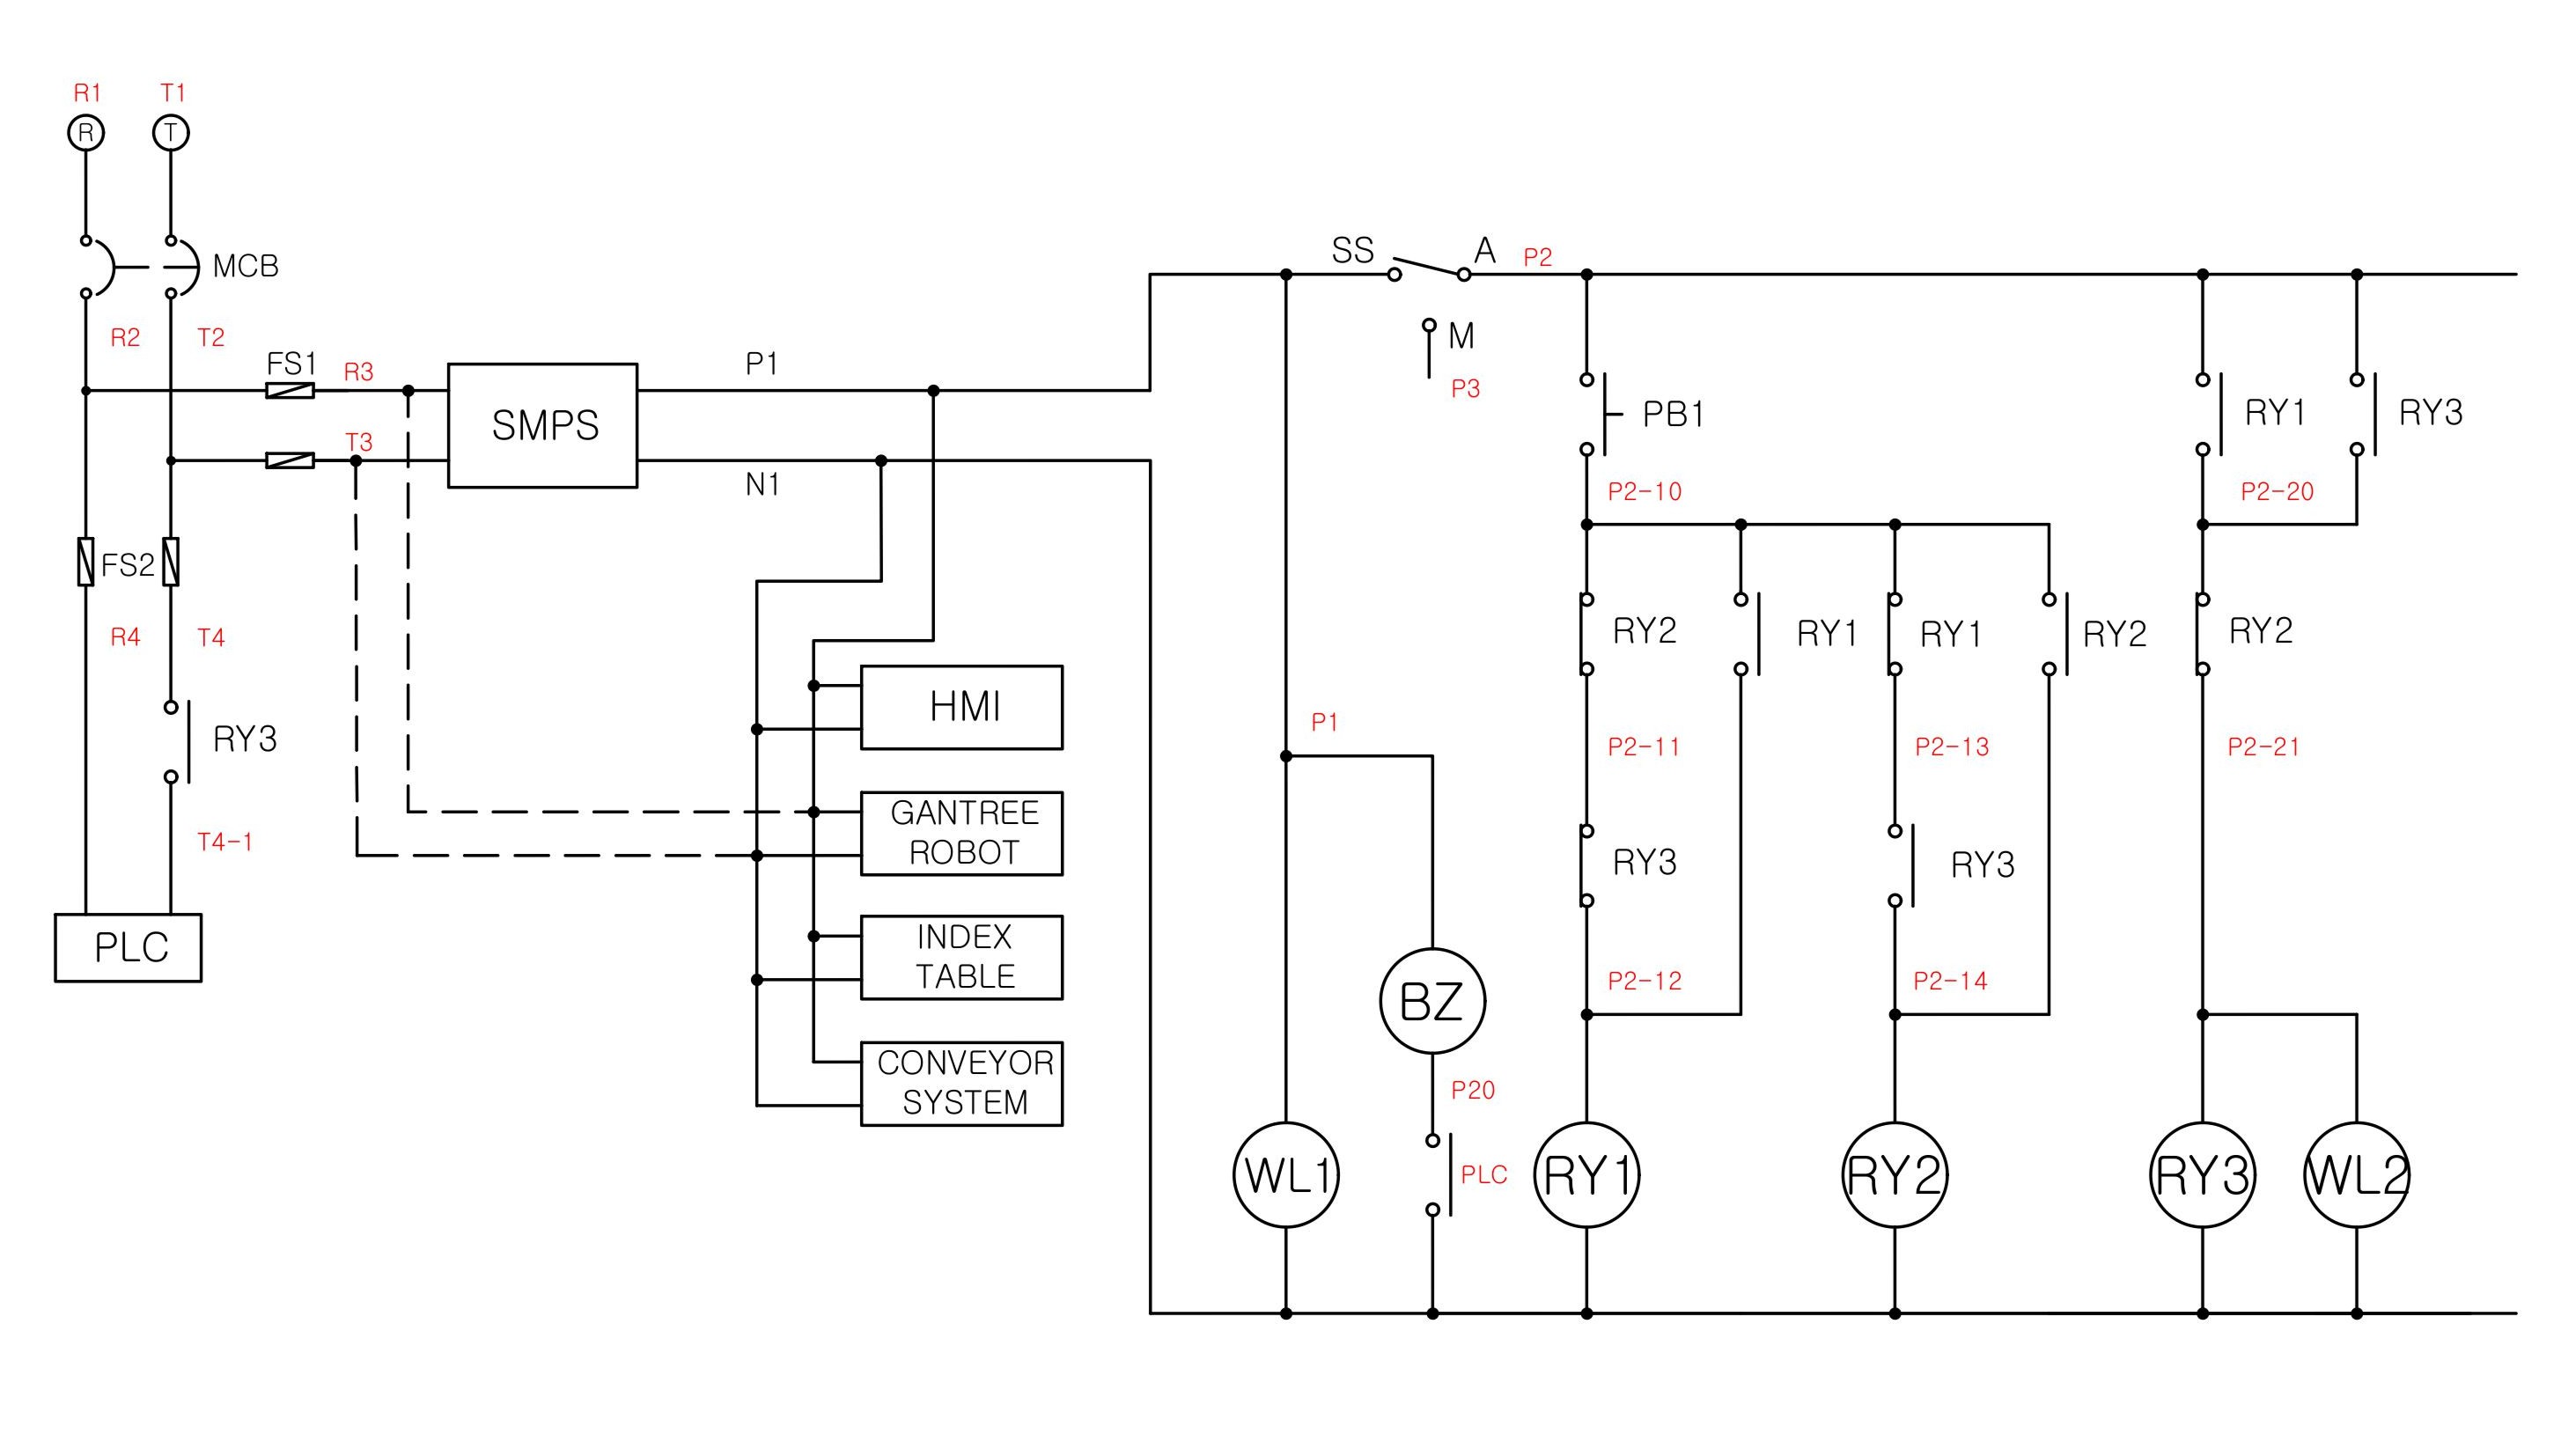 R1
T1
R
T
MCB
R2
T2
FS1
R3
T3
SMPS
P1
N1
FS2
R4
T4
RY3
T4-1
PLC
HMI
GANTREE
ROBOT
INDEX
TABLE
CONVEYOR
SYSTEM
SS
A
P2
M
P3
P1
BZ
P20
PLC
WL1
PB1
P2-10
RY2
RY1
RY1
RY2
P2-11
P2-13
RY3
RY3
P2-12
P2-14
RY1
RY2
RY1
RY3
P2-20
RY2
P2-21
RY3
WL2